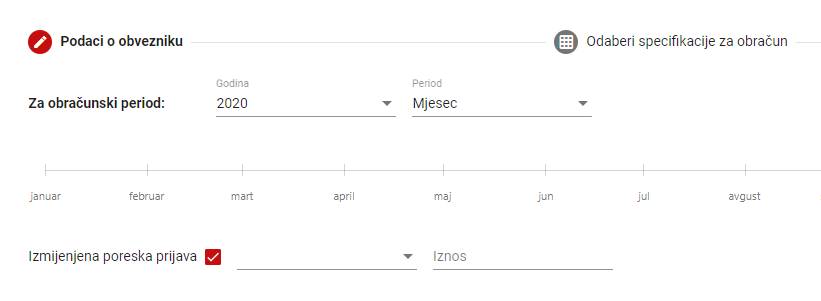 Podaci o obvezniku
Odaberi specifikacije za obračun
Godina
Period
Za obračunski period:
2020
Mjesec
januar
februar
mart
april
maj
jun
jul
avgust
Izmijenjena poreska prijava
Iznos